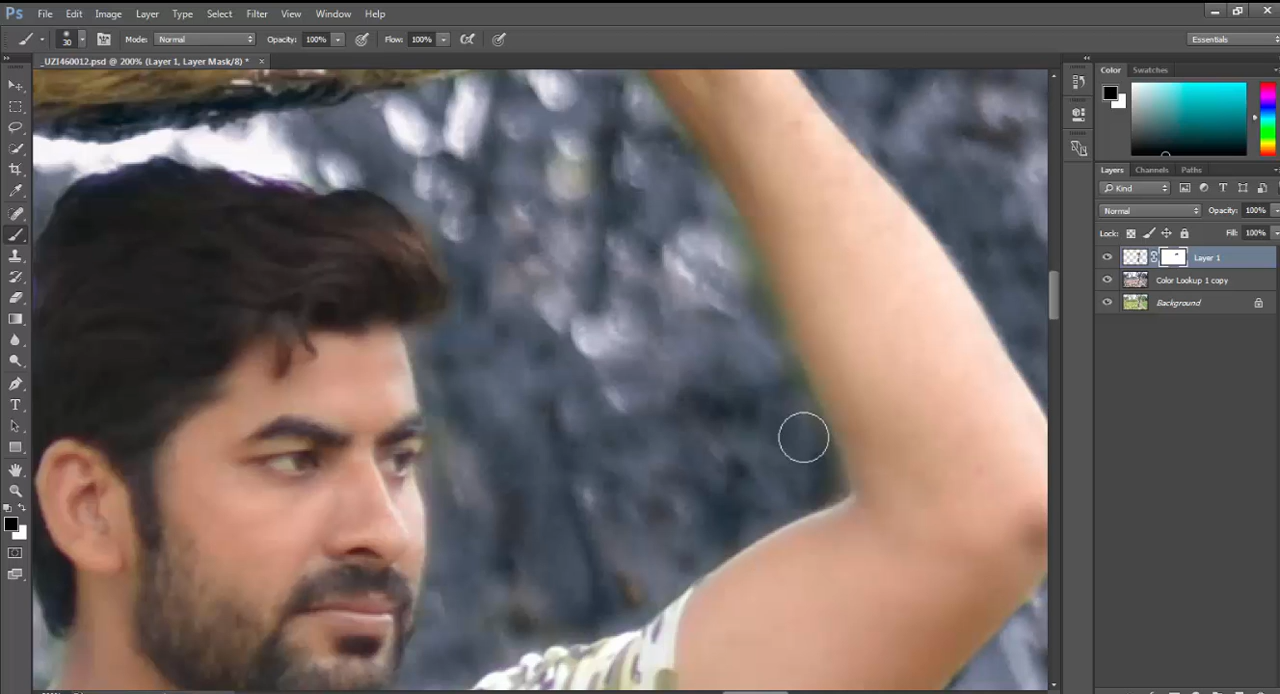 Ps File Edit Image Layer Type Select Filter View Window Help
30 Mode: Normal Opacity: 100% Flow: 100% Essentials
_UZI460012.psd @ 200% (Layer 1, Layer Mask/8) * ×
Color Swatches
Layers Channels Paths
Kind T
Normal Opacity: 100%
Lock: Fill: 100%
Layer 1
Color Lookup 1 copy
Background
T